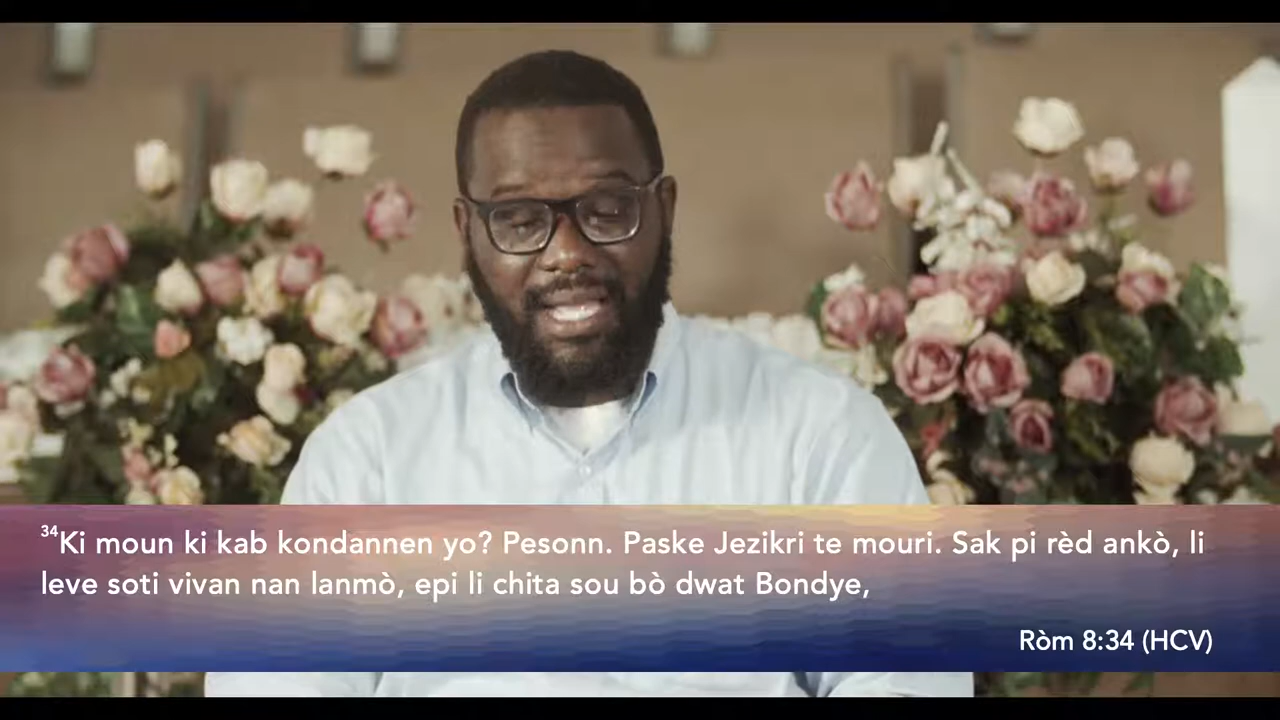 34Ki moun ki kab kondannen yo? Pesonn. Paske Jezikri te mouri. Sak pi rèd ankò, li
leve soti vivan nan lanmò, epi li chita sou bò dwat Bondye,
Ròm 8:34 (HCV)